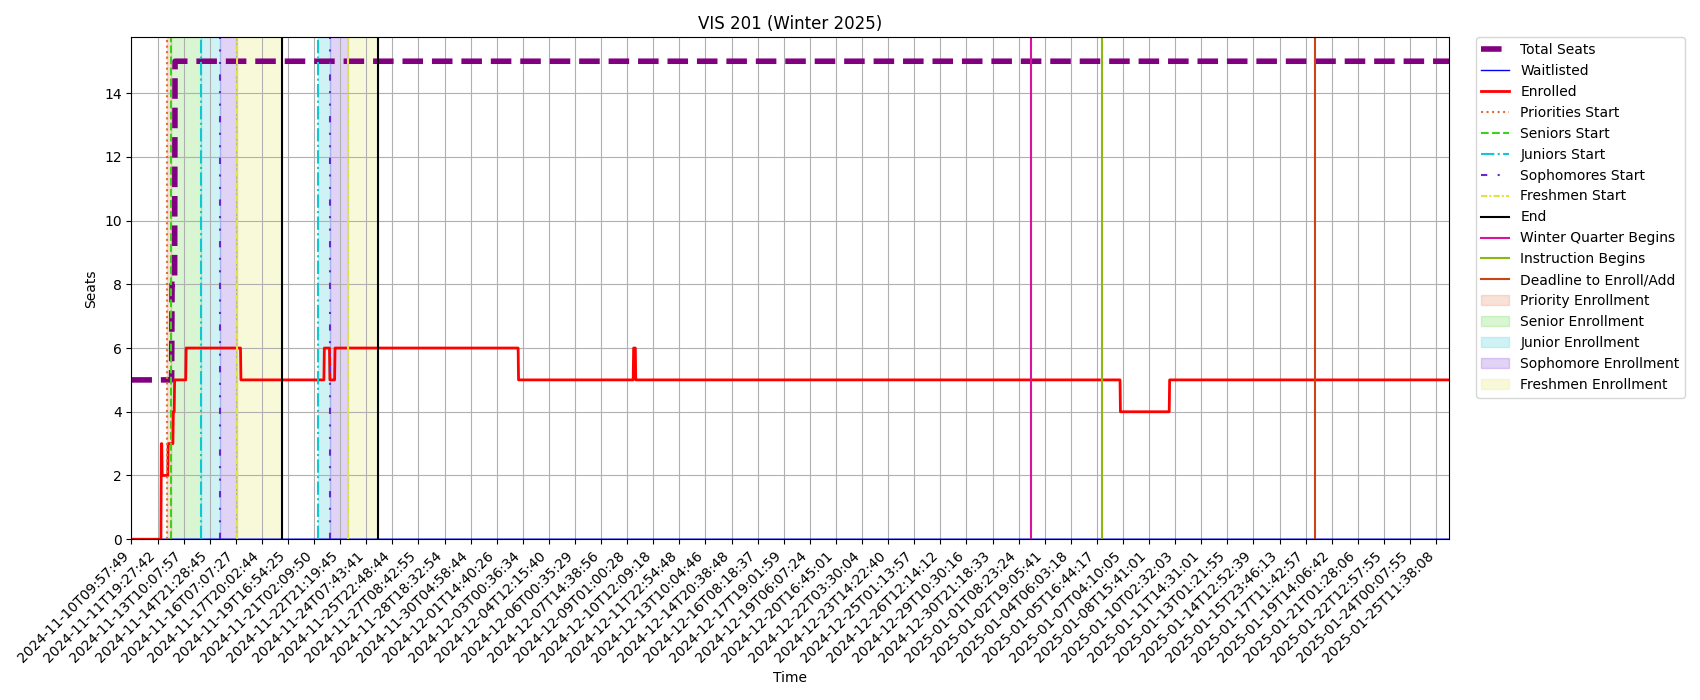 VIS 201 (Winter 2025)
Total Seats
Waitlisted
Enrolled
Priorities Start
Seniors Start
Juniors Start
Sophomores Start
Freshmen Start
End
Winter Quarter Begins
Instruction Begins
Deadline to Enroll/Add
Priority Enrollment
Senior Enrollment
Junior Enrollment
Sophomore Enrollment
Freshmen Enrollment
Seats
14
12
10
8
6
4
2
0
2024-11-10T09:57:49
2024-11-11T19:27:42
2024-11-13T10:07:57
2024-11-14T21:28:45
2024-11-16T07:07:27
2024-11-17T20:02:44
2024-11-19T16:54:25
2024-11-21T02:09:50
2024-11-22T21:19:45
2024-11-24T07:43:41
2024-11-25T22:48:44
2024-11-27T08:42:55
2024-11-28T18:32:54
2024-11-30T04:58:44
2024-12-01T14:40:26
2024-12-03T00:36:34
2024-12-04T12:15:40
2024-12-06T00:35:29
2024-12-07T14:38:56
2024-12-09T01:00:28
2024-12-10T12:09:18
2024-12-11T22:54:48
2024-12-13T10:04:46
2024-12-14T20:38:48
2024-12-16T08:18:37
2024-12-17T19:01:59
2024-12-19T06:07:24
2024-12-20T16:45:01
2024-12-22T03:30:04
2024-12-23T14:22:40
2024-12-25T01:13:57
2024-12-26T12:14:12
2024-12-29T10:30:16
2024-12-30T21:18:33
2025-01-01T08:23:24
2025-01-02T19:05:41
2025-01-04T06:03:18
2025-01-05T16:44:17
2025-01-07T04:10:05
2025-01-08T15:41:01
2025-01-10T02:32:03
2025-01-11T14:31:01
2025-01-13T01:21:55
2025-01-14T12:52:39
2025-01-15T23:46:13
2025-01-17T11:42:57
2025-01-19T14:06:42
2025-01-21T01:28:06
2025-01-22T12:57:55
2025-01-24T00:07:55
2025-01-25T11:38:08
Time